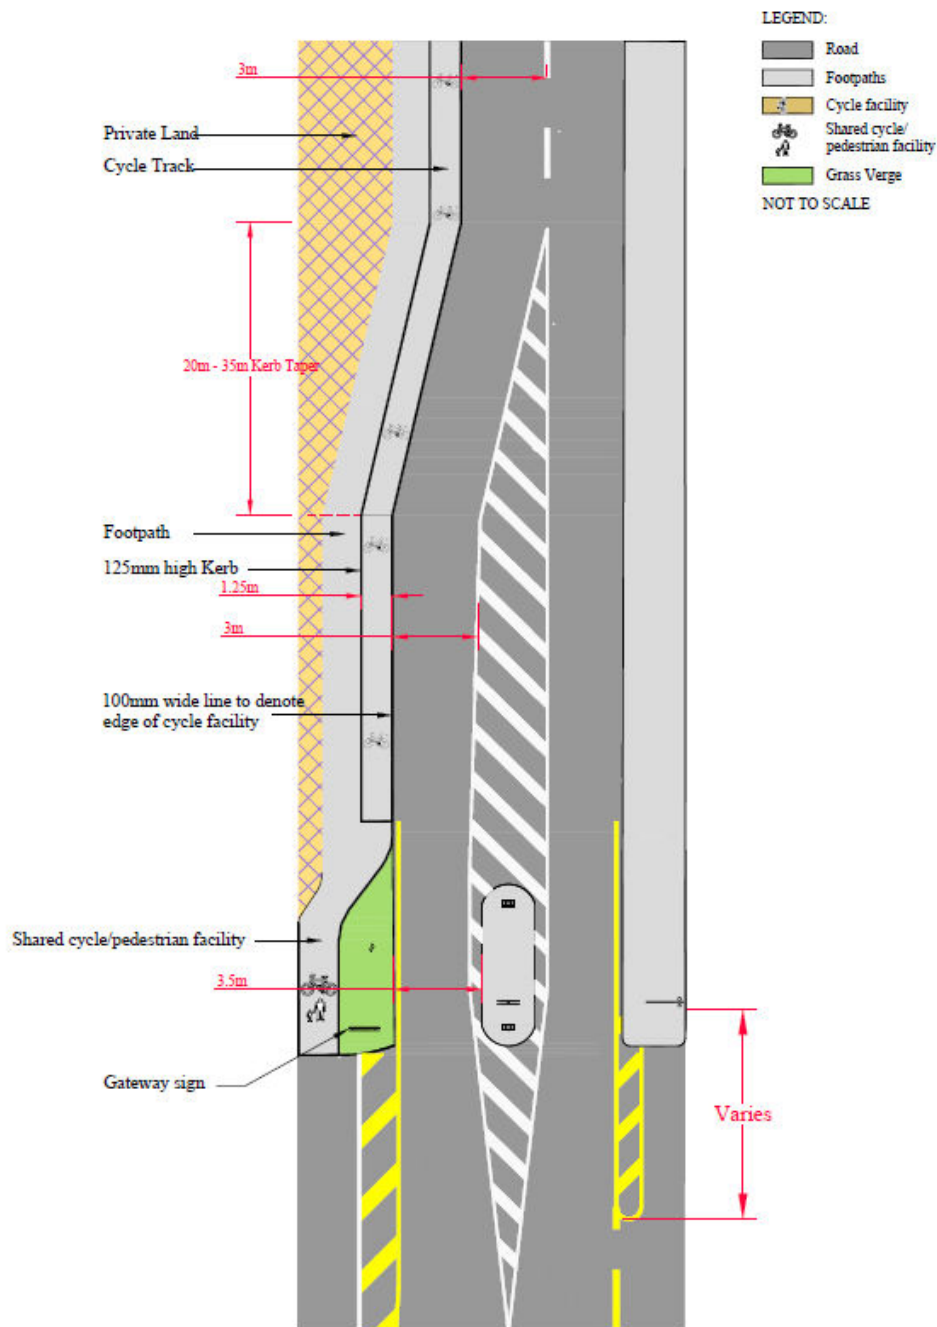 LEGEND:
Road
Footpaths
Cycle facility
Shared cycle/
pedestrian facility
Grass Verge
NOT TO SCALE
3m
Private Land
Cycle Track
20m - 35m Kerb Taper
Footpath
125mm high Kerb
1.25m
3m
100mm wide line to denote
edge of cycle facility
Shared cycle/pedestrian facility
3.5m
Gateway sign
Varies